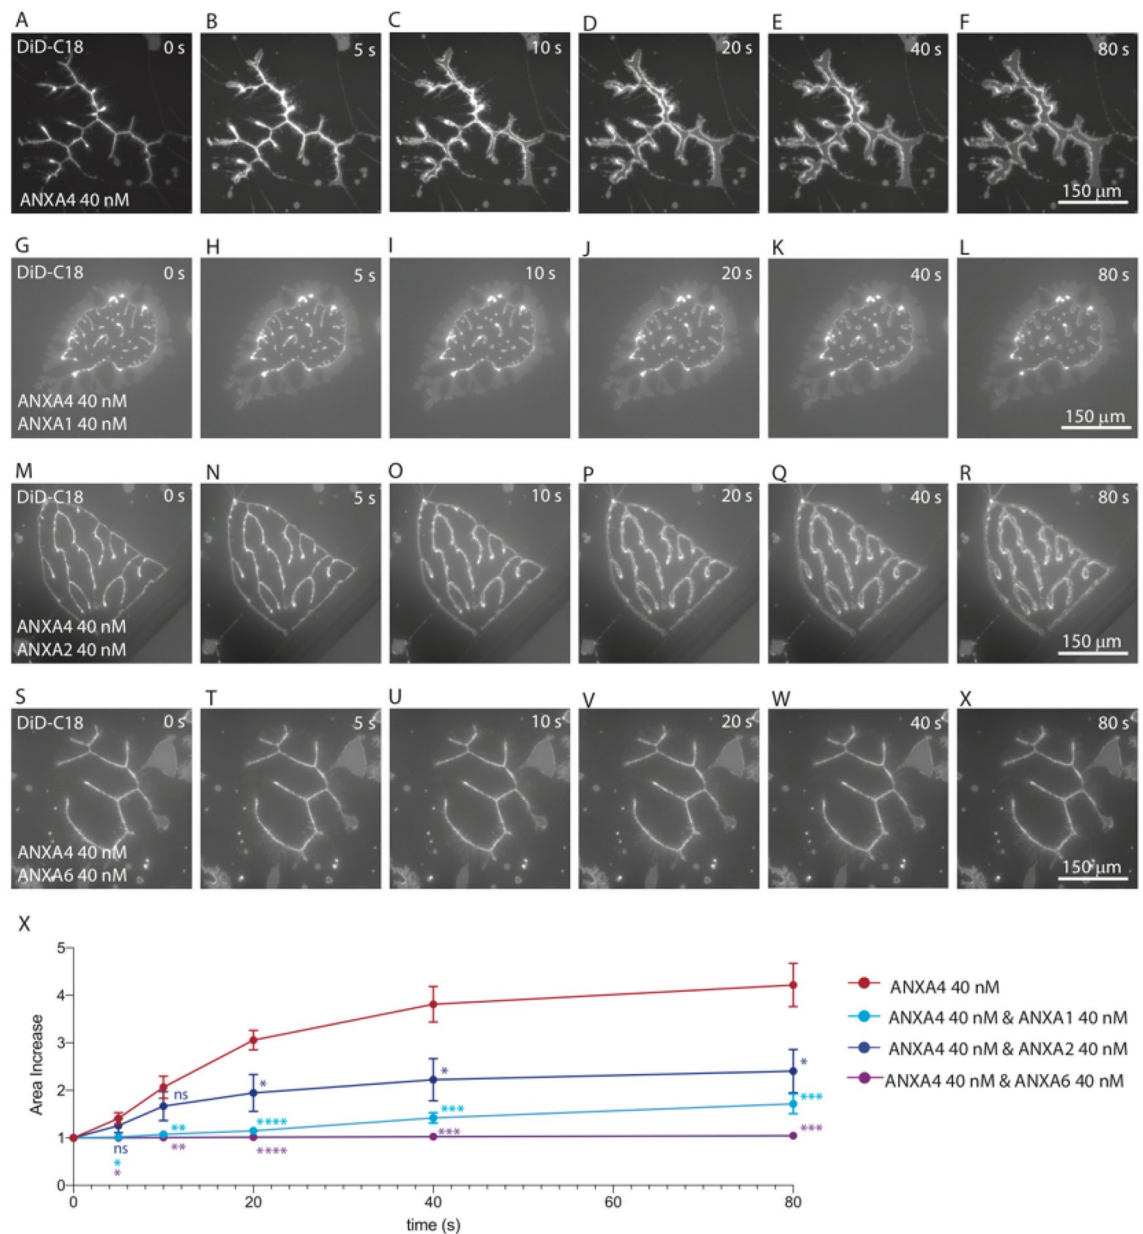 A B C D E F
DiD-C18 0 s 5 s 10 s 20 s 40 s 80 s
ANXA4 40 nM 150 µm
G H I J K L
DiD-C18 0 s 5 s 10 s 20 s 40 s 80 s
ANXA4 40 nM
ANXA1 40 nM 150 µm
M N O P Q R
DiD-C18 0 s 5 s 10 s 20 s 40 s 80 s
ANXA4 40 nM
ANXA2 40 nM 150 µm
S T U V W X
DiD-C18 0 s 5 s 10 s 20 s 40 s 80 s
ANXA4 40 nM
ANXA6 40 nM 150 µm
X
5
4
3
2
1
0
Area Increase
ns
*
*
ns
**
**
*
****
****
*
***
***
*
***
***
0 20 40 60 80
time (s)
ANXA4 40 nM
ANXA4 40 nM & ANXA1 40 nM
ANXA4 40 nM & ANXA2 40 nM
ANXA4 40 nM & ANXA6 40 nM